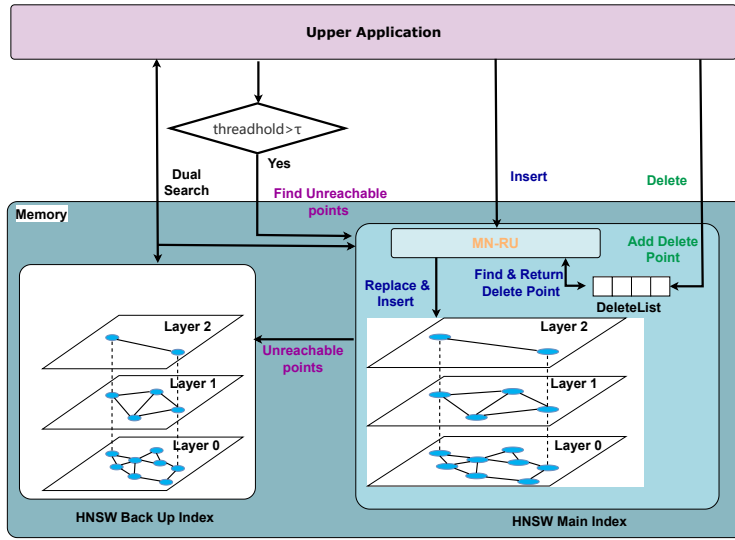 Upper Application
threadhold>τ
Yes
Dual
Search
Find Unreachable
points
Insert
Delete
Memory
MN-RU
Add Delete
Point
Replace &
Insert
Find & Return
Delete Point
DeleteList
Layer 2
Layer 1
Layer 0
Unreachable
points
Layer 2
Layer 1
Layer 0
HNSW Back Up Index
HNSW Main Index